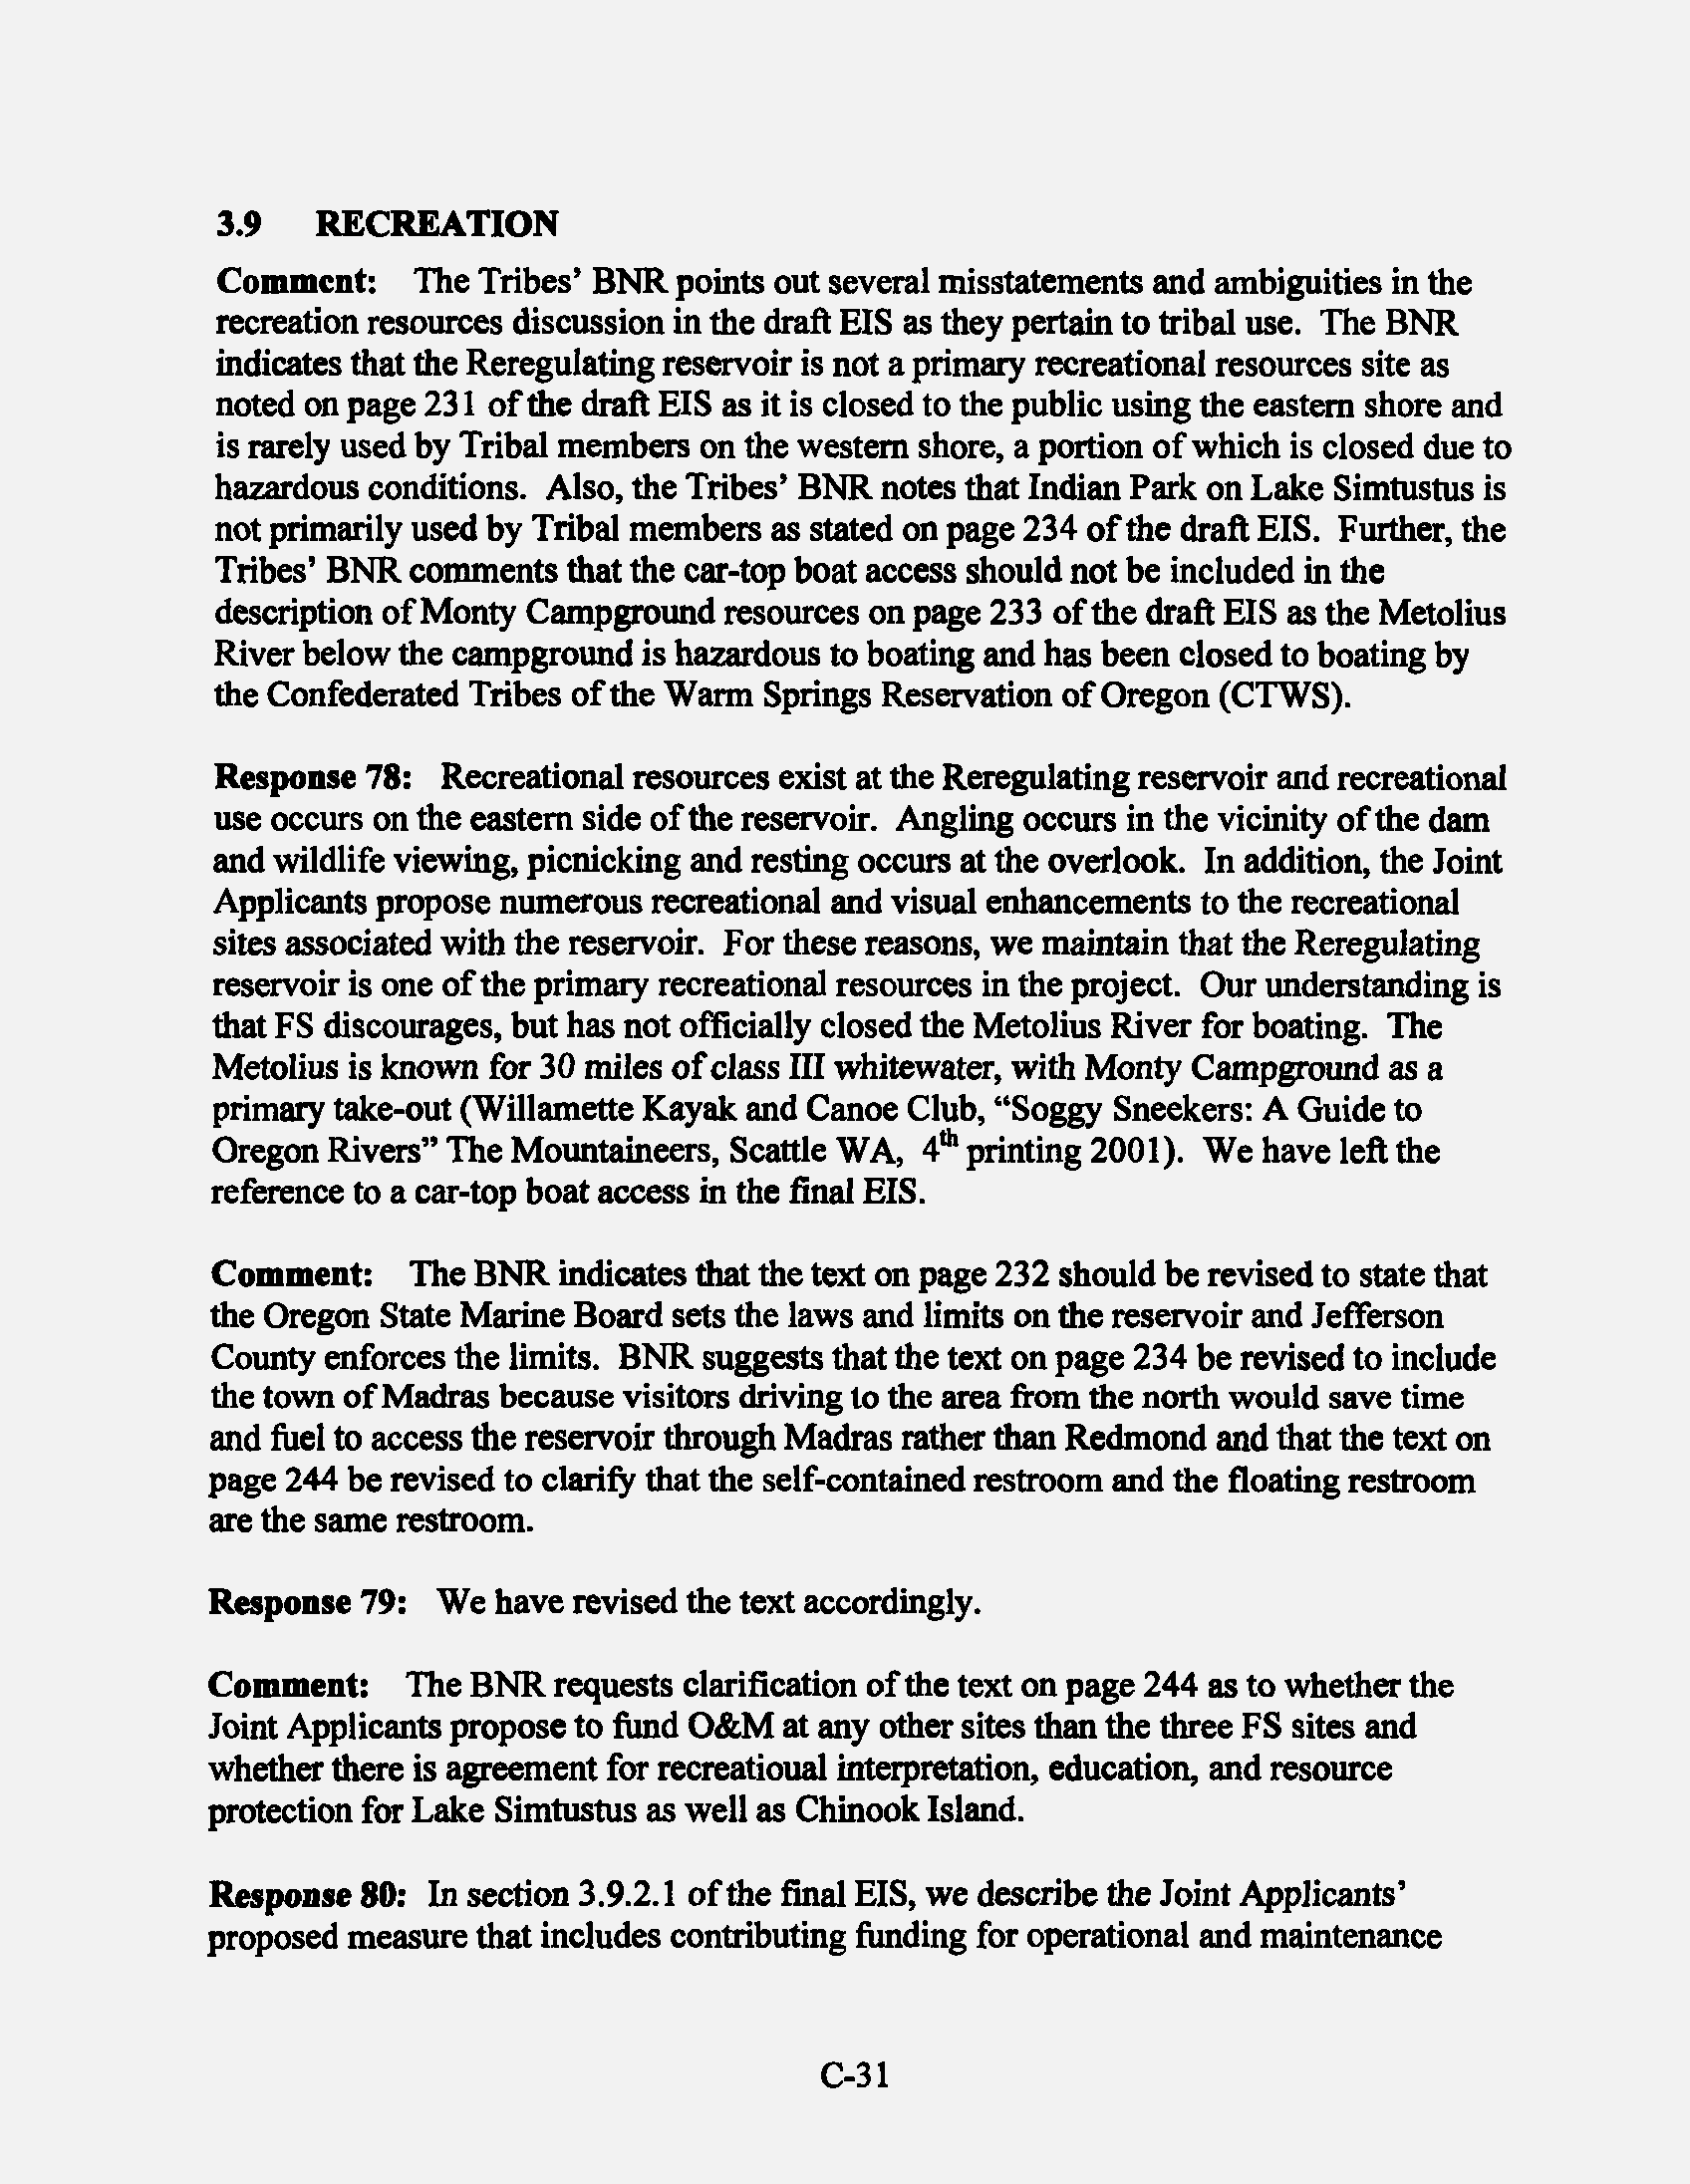 3.9 RECREATION
Comment: The Tribes' BNR points out several misstatements and ambiguities in the
recreation resources discussion in the draft EIS as they pertain to tribal use. The BNR
indicates that the Reregulating reservoir is not a primary recreational resources site as
noted on page 231 of the draft EIS as it is closed to the public using the eastern shore and
is rarely used by Tribal members on the western shore, a portion of which is closed due to
hazardous conditions. Also, the Tribes' BNR notes that Indian Park on Lake Simtustus is
not primarily used by Tribal members as stated on page 234 of the draft EIS. Further, the
Tribes' BNR comments that the car-top boat access should not be included in the
description of Monty Campground resources on page 233 of the draft EIS as the Metolius
River below the campground is hazardous to boating and has been closed to boating by
the Confederated Tribes of the Warm Springs Reservation of Oregon (CTWS).
Response 78: Recreational resources exist at the Reregulating reservoir and recreational
use occurs on the eastern side of the reservoir. Angling occurs in the vicinity of the dam
and wildlife viewing, picnicking and resting occurs at the overlook. In addition, the Joint
Applicants propose numerous recreational and visual enhancements to the recreational
sites associated with the reservoir. For these reasons, we maintain that the Reregulating
reservoir is one of the primary recreational resources in the project. Our understanding is
that FS discourages, but has not officially closed the Metolius River for boating. The
Metolius is known for 30 miles of class III whitewater, with Monty Campground as a
primary take-out (Willamette Kayak and Canoe Club, “Soggy Sneekers: A Guide to
Oregon Rivers” The Mountaineers, Scattle WA, 4th printing 2001). We have left the
reference to a car-top boat access in the final EIS.
Comment: The BNR indicates that the text on page 232 should be revised to state that
the Oregon State Marine Board sets the laws and limits on the reservoir and Jefferson
County enforces the limits. BNR suggests that the text on page 234 be revised to include
the town of Madras because visitors driving to the area from the north would save time
and fuel to access the reservoir through Madras rather than Redmond and that the text on
page 244 be revised to clarify that the self-contained restroom and the floating restroom
are the same restroom.
Response 79: We have revised the text accordingly.
Comment: The BNR requests clarification of the text on page 244 as to whether the
Joint Applicants propose to fund O&M at any other sites than the three FS sites and
whether there is agreement for recreatioual interpretation, education, and resource
protection for Lake Simtustus as well as Chinook Island.
Response 80: In section 3.9.2.1 of the final EIS, we describe the Joint Applicants'
proposed measure that includes contributing funding for operational and maintenance
C-31